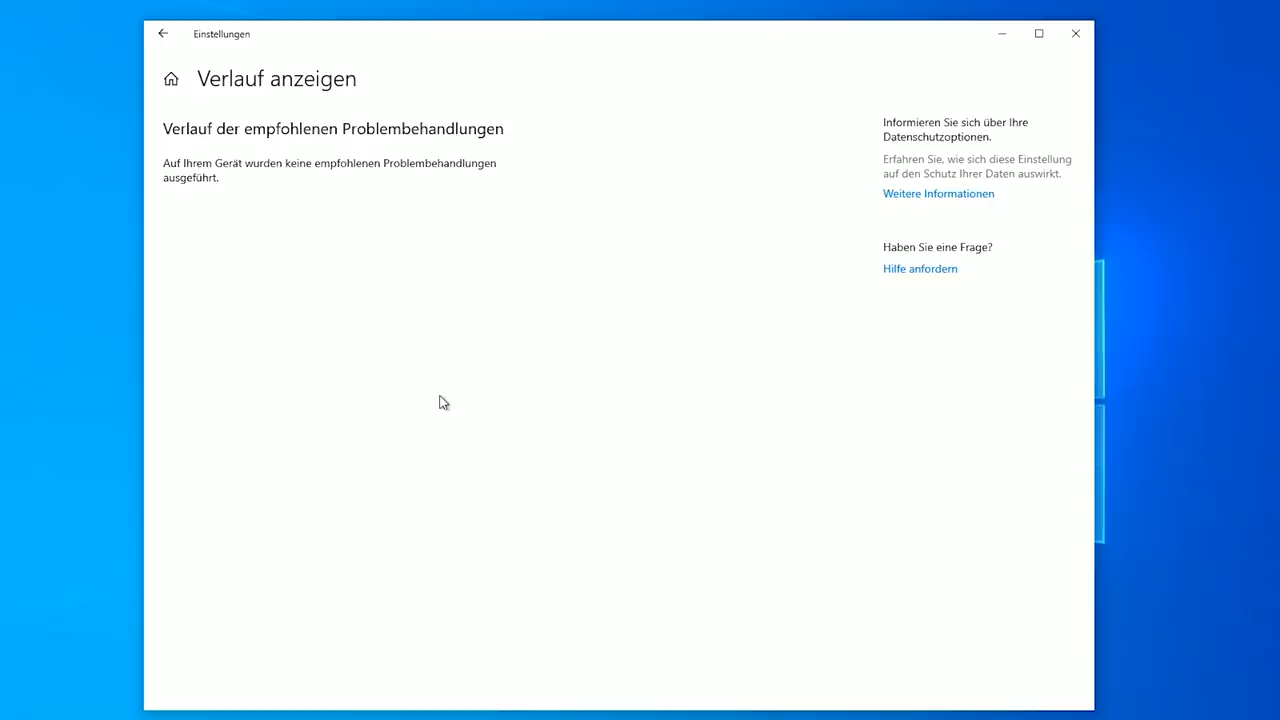 Einstellungen
Verlauf anzeigen
Verlauf der empfohlenen Problembehandlungen
Auf Ihrem Gerät wurden keine empfohlenen Problembehandlungen
ausgeführt.
Informieren Sie sich über Ihre
Datenschutzoptionen.
Erfahren Sie, wie sich diese Einstellung
auf den Schutz Ihrer Daten auswirkt.
Weitere Informationen
Haben Sie eine Frage?
Hilfe anfordern